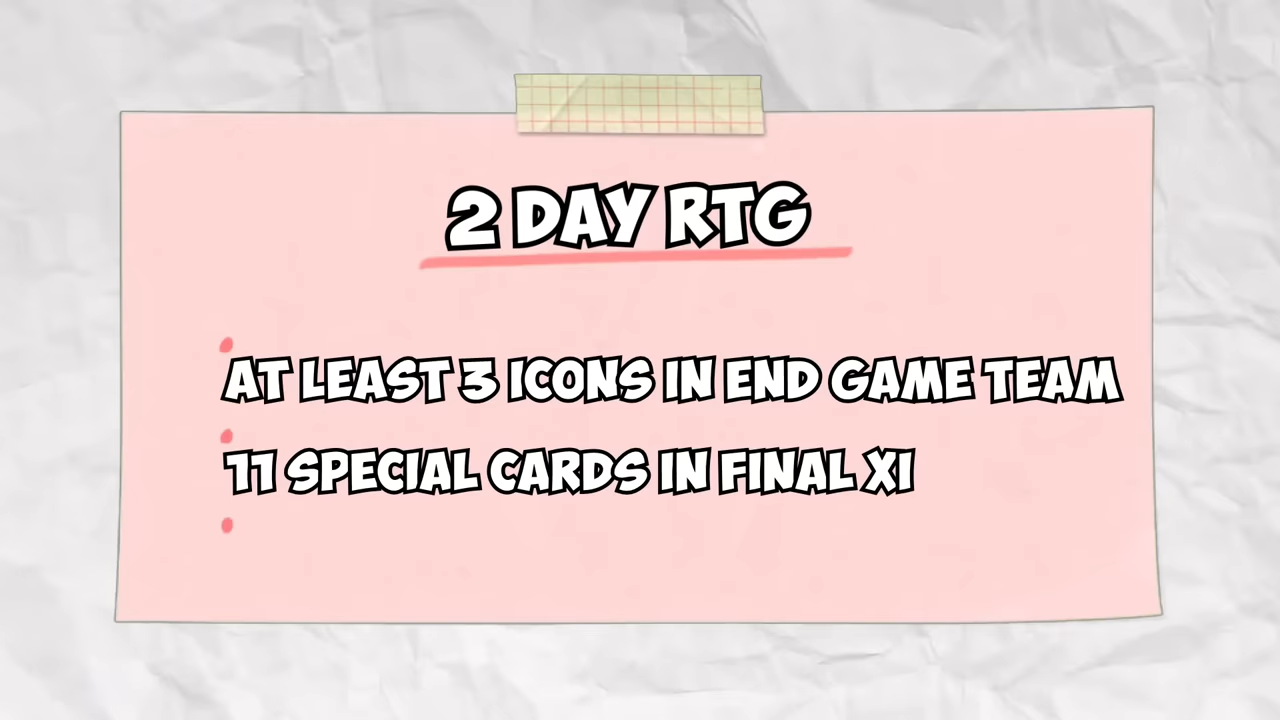 2 DAY RTG
AT LEAST 3 ICONS IN END GAME TEAM
11 SPECIAL CARDS IN FINAL XI